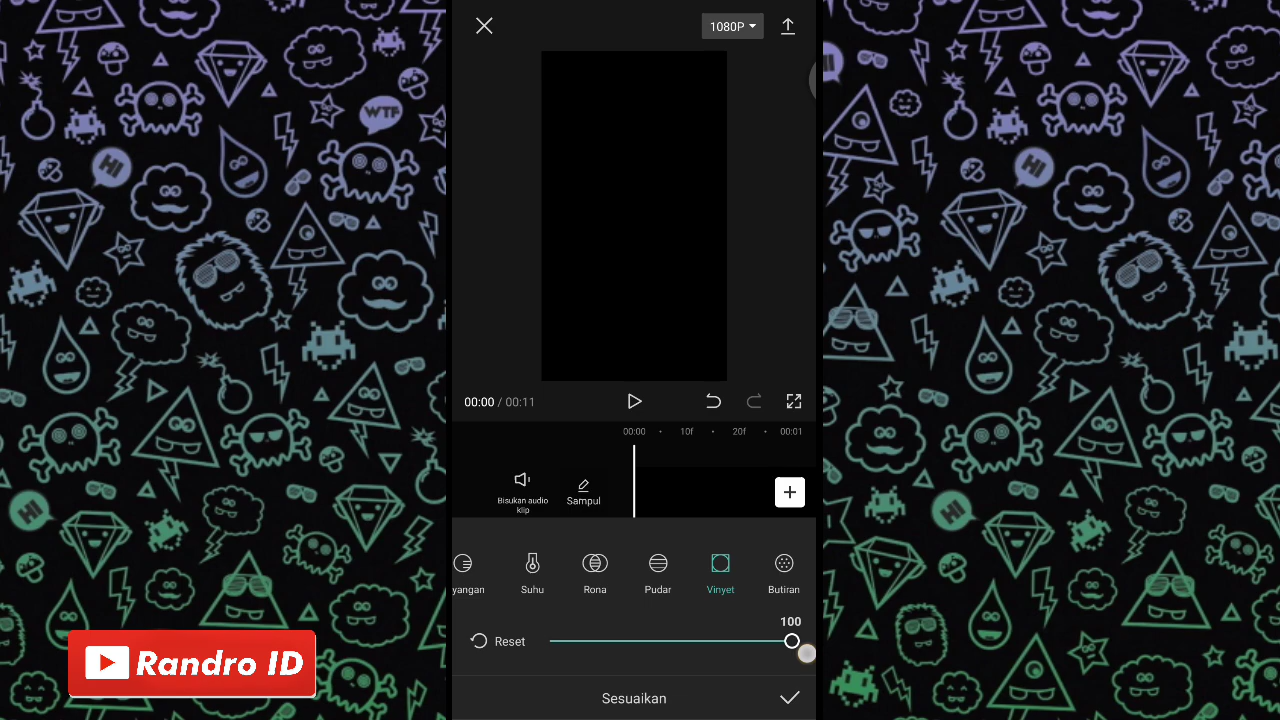 1080P
WTF
HI
HI
00:00 / 00:11
00:00
10f
20f
00:01
Bisukan audio
klip
Sampul
HI
HI
yangan
Suhu
Rona
Pudar
Vinyet
Butiran
100
Reset
Randro ID
Sesuaikan